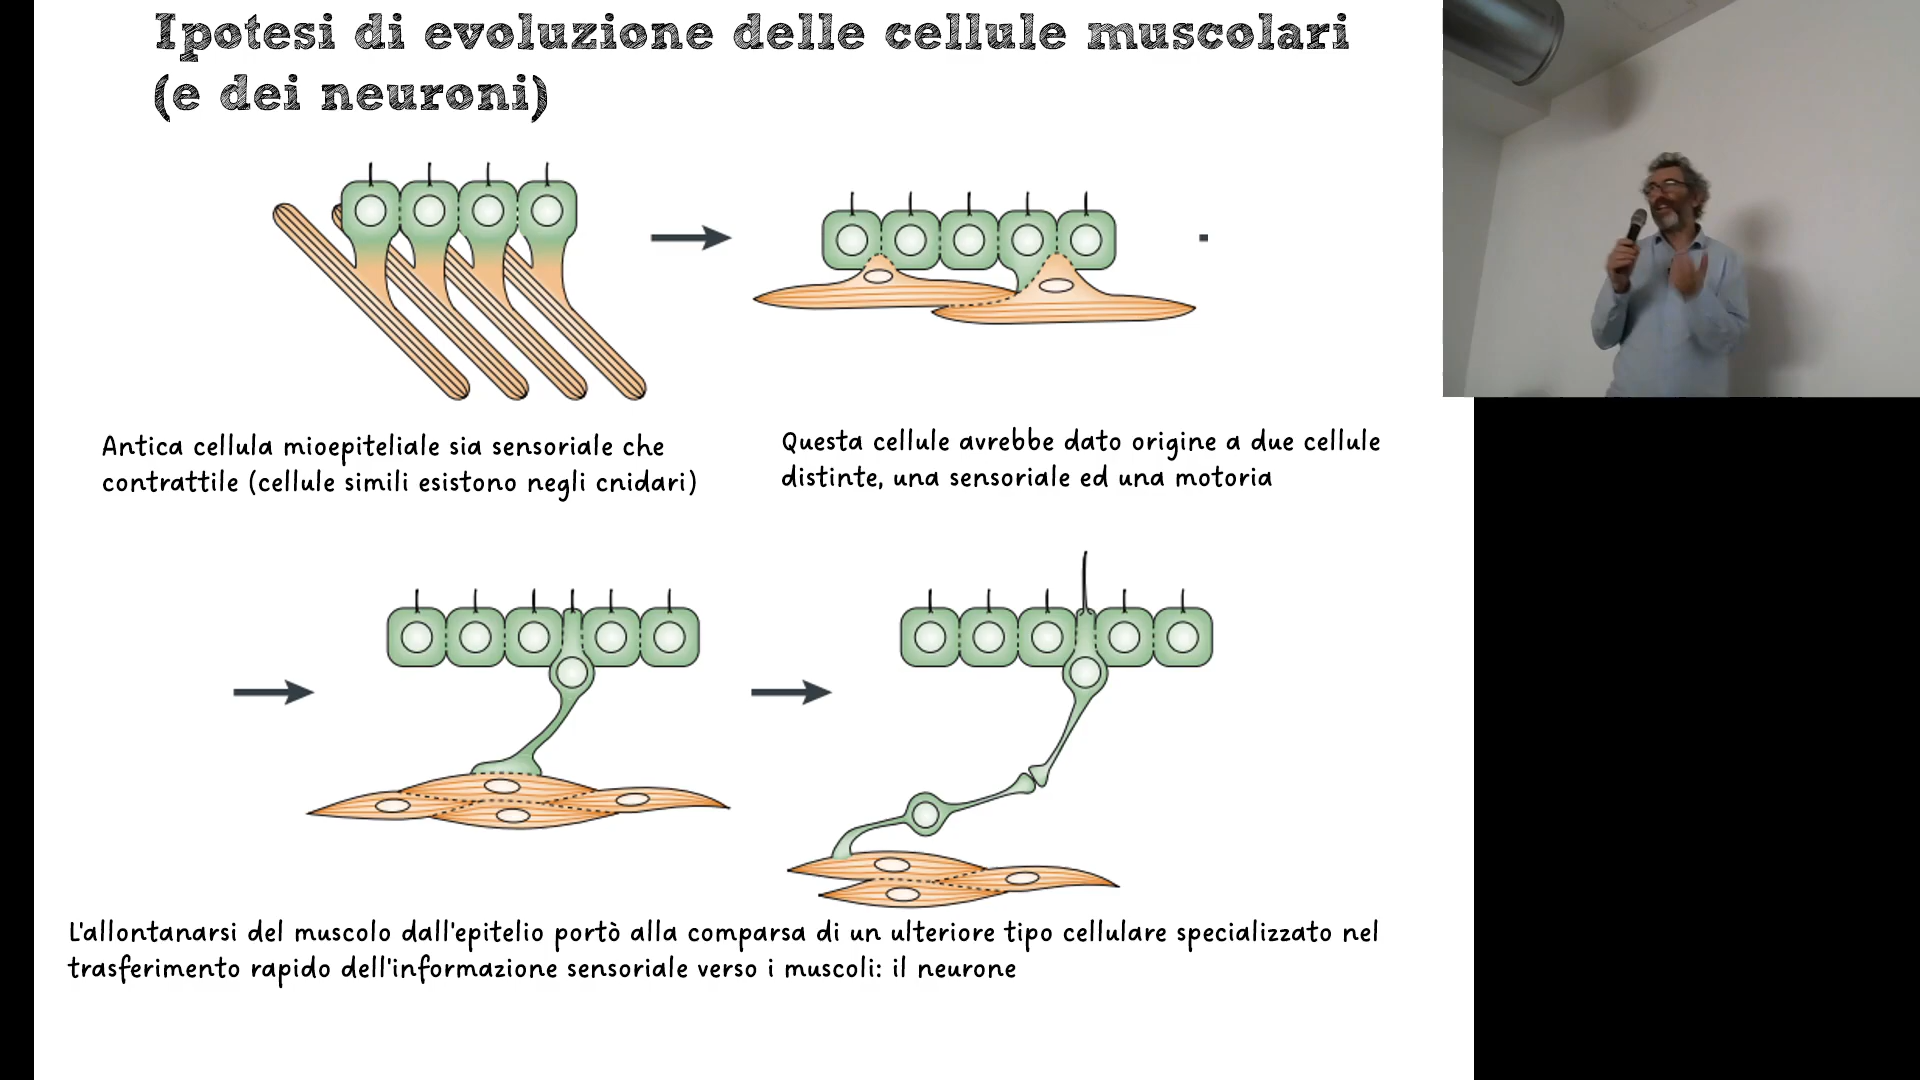 Ipotesi di evoluzione delle cellule muscolari
(e dei neuroni)
Antica cellula mioepiteliale sia sensoriale che
contrattile (cellule simili esistono negli cnidari)
Questa cellule avrebbe dato origine a due cellule
distinte, una sensoriale ed una motoria
L'allontanarsi del muscolo dall'epitelio portò alla comparsa di un ulteriore tipo cellulare specializzato nel
trasferimento rapido dell'informazione sensoriale verso i muscoli: il neurone